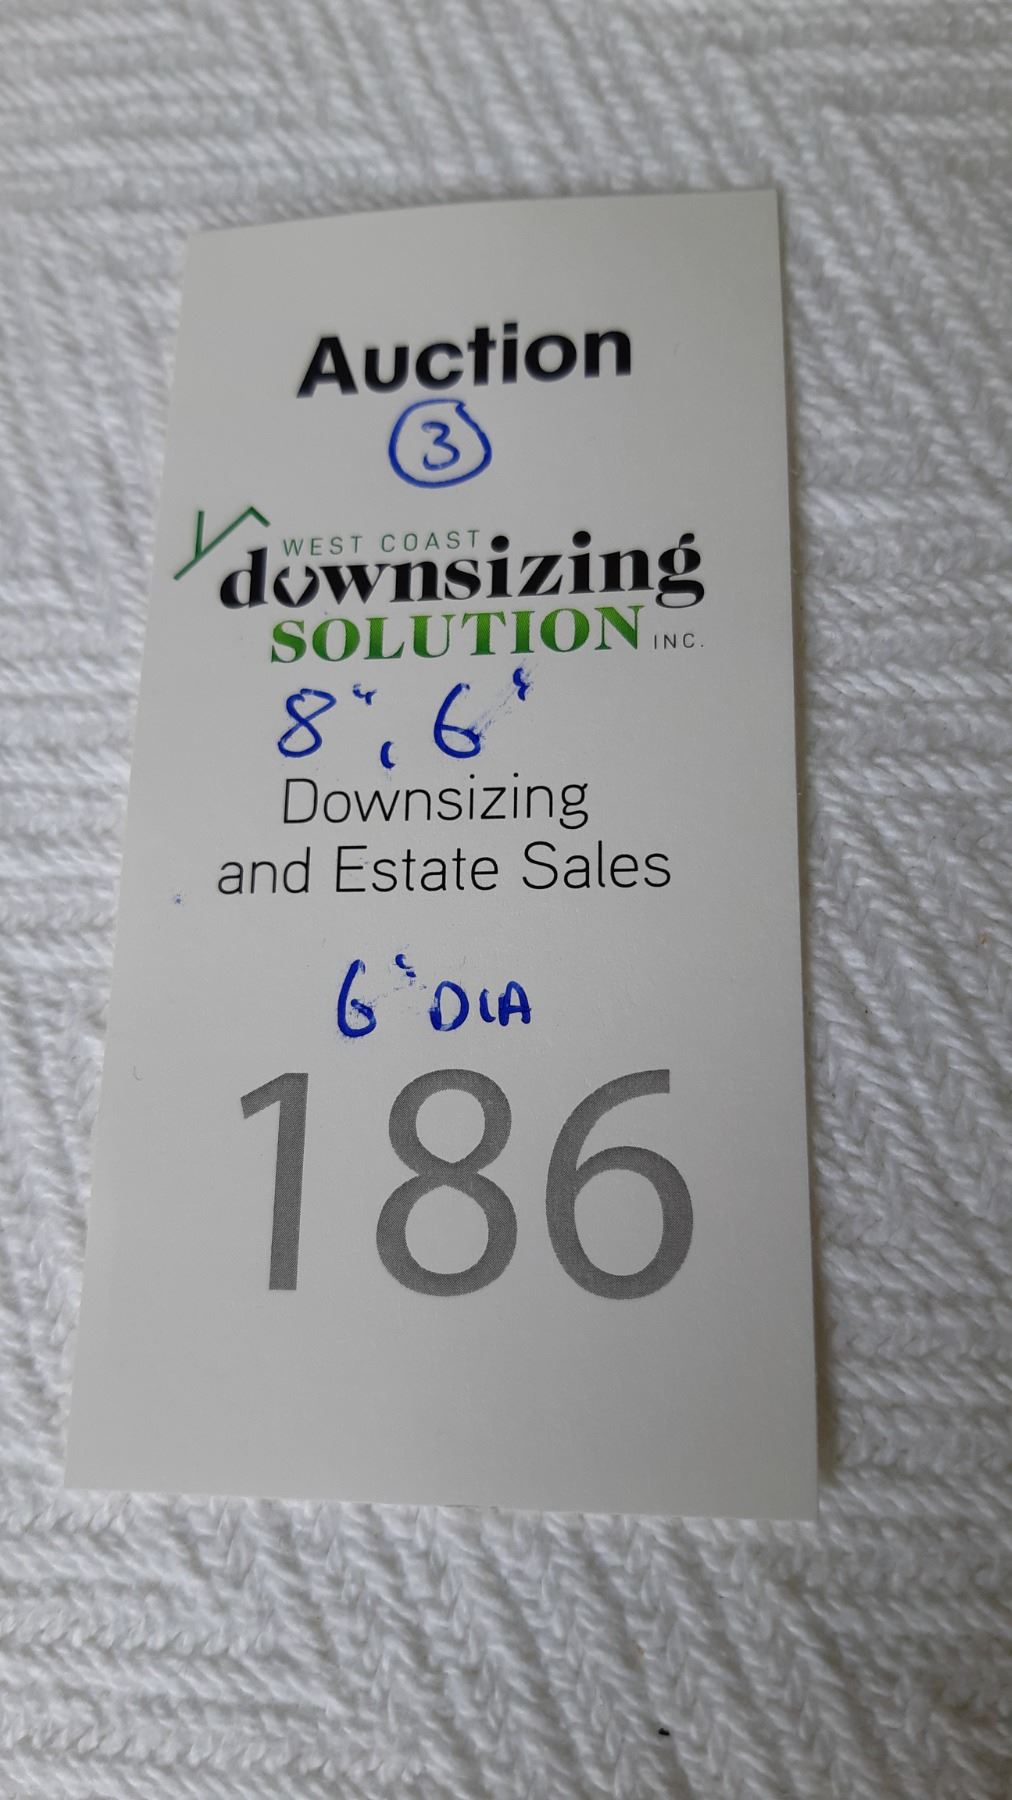 Auction
3
WEST COAST
downsizing
SOLUTION INC.
8", 6"
Downsizing
and Estate Sales
6" DIA
186